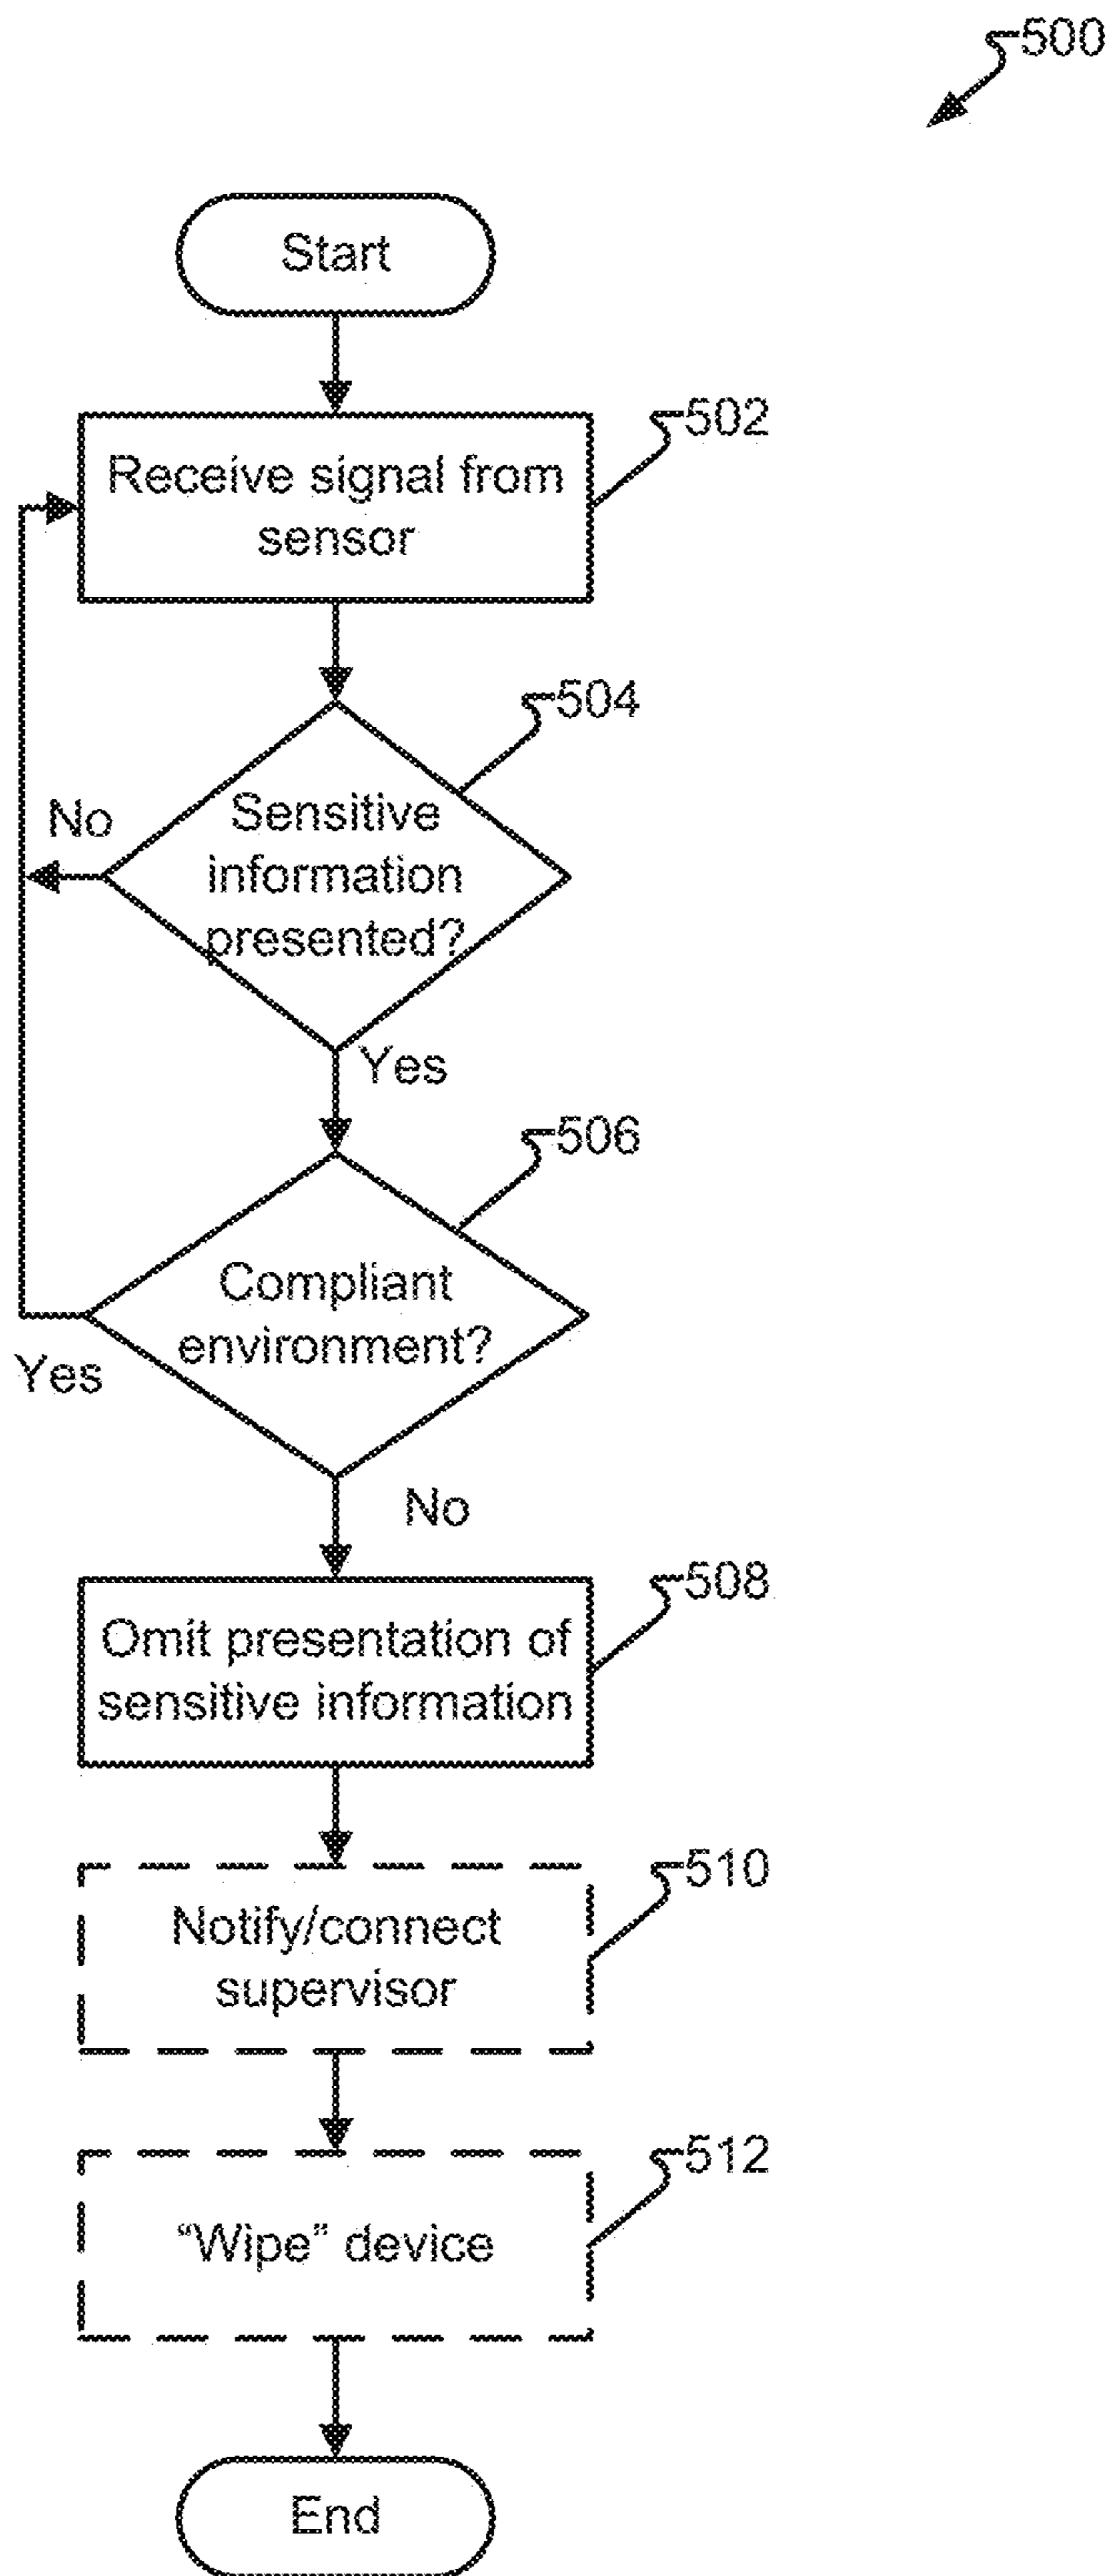 500
Start
502
Receive signal from
sensor
504
No
Sensitive
information
presented?
Yes
506
Compliant
environment?
Yes
No
508
Omit presentation of
sensitive information
510
Notify/connect
supervisor
512
“Wipe” device
End